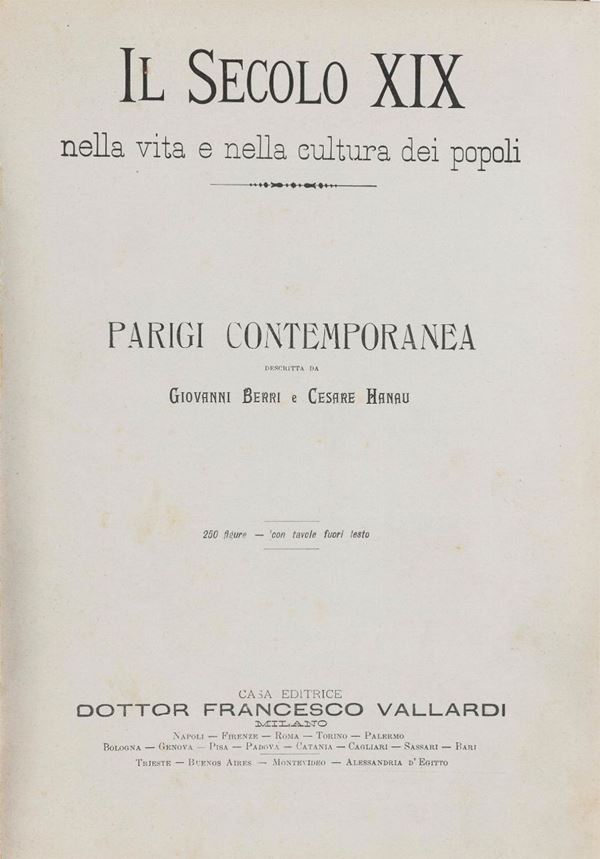 IL SECOLO XIX
nella vita e nella cultura dei popoli
PARIGI CONTEMPORANEA
DESCRITTA DA
GIOVANNI BERRI e CESARE HANAU
250 figure — con tavole fuori testo
CASA EDITRICE
DOTTOR FRANCESCO VALLARDI
MILANO
NAPOLI — FIRENZE — ROMA — TORINO — PALERMO
BOLOGNA — GENOVA — PISA — PADOVA — CATANIA — CAGLIARI — SASSARI — BARI
TRIESTE — BUENOS AIRES — MONTEVIDEO — ALESSANDRIA D'EGITTO